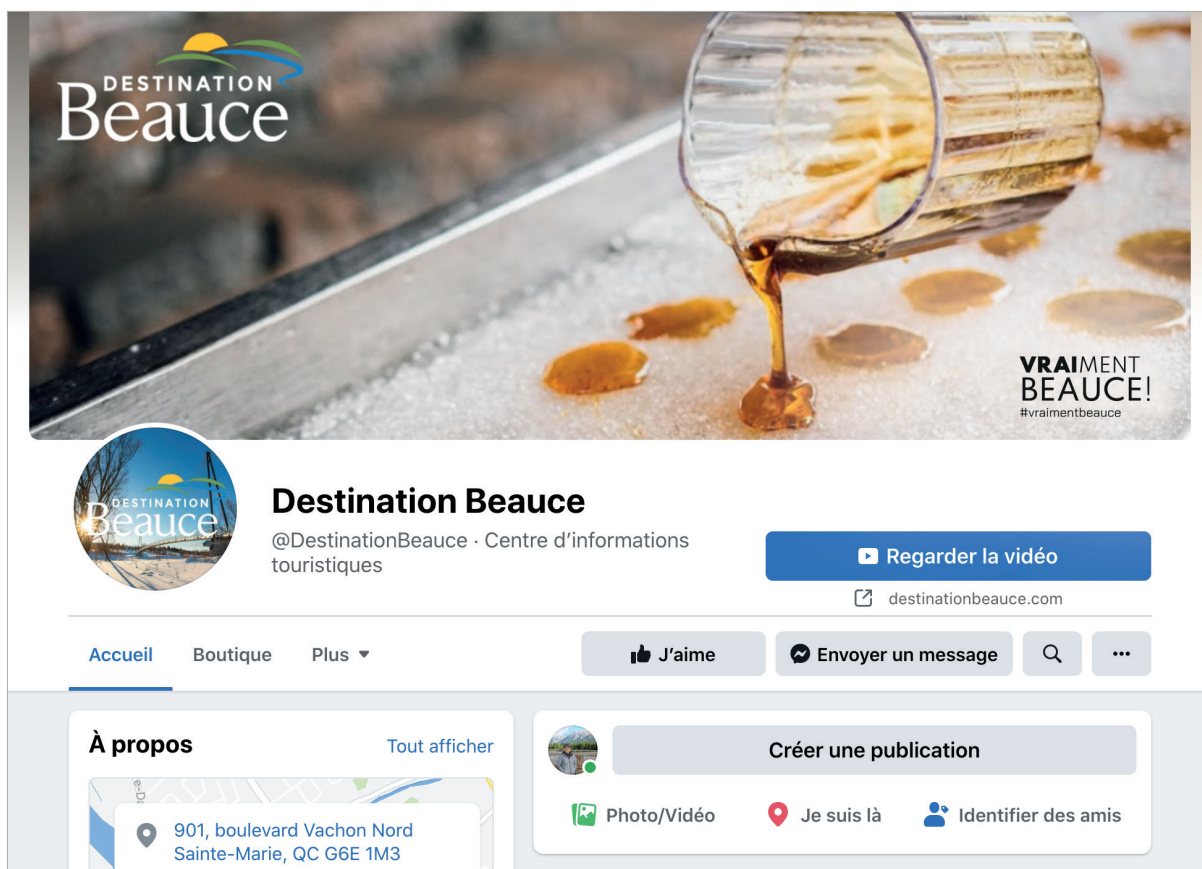 DESTINATION
Beauce
VRAIMENT
BEAUCE!
#vraimentbeauce
DESTINATION
Beauce
Destination Beauce
@DestinationBeauce · Centre d'informations
touristiques
Regarder la vidéo
destinationbeauce.com
Accueil
Boutique
Plus
J'aime
Envoyer un message
À propos
Tout afficher
Créer une publication
e-Da
901, boulevard Vachon Nord
Sainte-Marie, QC G6E 1M3
Photo/Vidéo
Je suis là
Identifier des amis